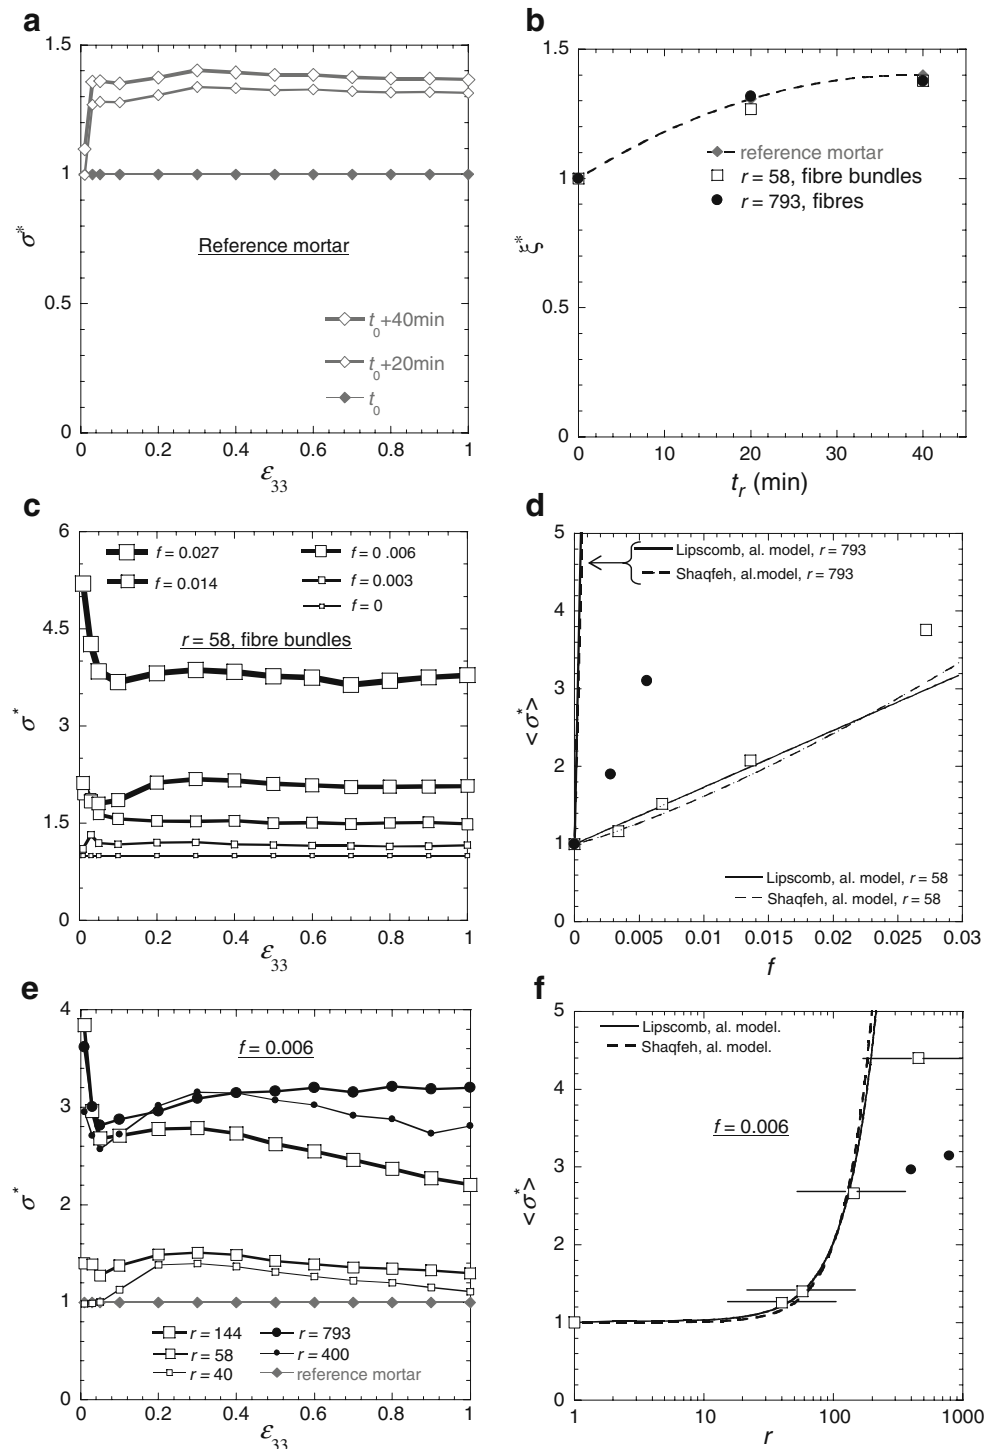 a
1.5
1
0.5
0
σ*
Reference mortar
t0+40min
t0+20min
t0
0 0.2 0.4 0.6 0.8 1
ε33
b
1.5
1
0.5
0
ξ*
reference mortar
r = 58, fibre bundles
r = 793, fibres
0 10 20 30 40
tr (min)
c
6
4.5
3
1.5
0
σ*
f = 0.027
f = 0.014
f = 0 .006
f = 0.003
f = 0
r = 58, fibre bundles
0 0.2 0.4 0.6 0.8 1
ε33
d
5
4
3
2
1
0
<σ*>
Lipscomb, al. model, r = 793
Shaqfeh, al.model, r = 793
Lipscomb, al. model, r = 58
Shaqfeh, al. model, r = 58
0 0.005 0.01 0.015 0.02 0.025 0.03
f
e
4
3
2
1
0
σ*
f = 0.006
r = 144
r = 58
r = 40
r = 793
r = 400
reference mortar
0 0.2 0.4 0.6 0.8 1
ε33
f
5
4
3
2
1
0
<σ*>
Lipscomb, al. model.
Shaqfeh, al. model.
f = 0.006
1 10 100 1000
r